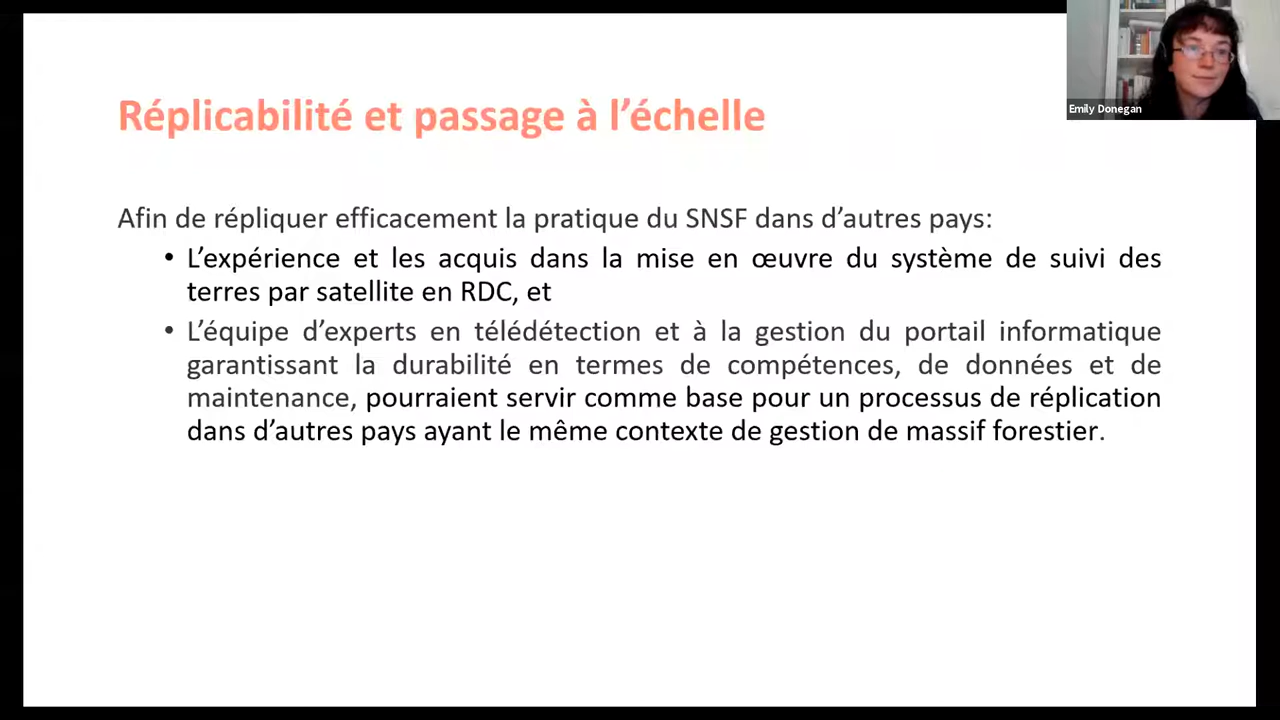 Réplicabilité et passage à l’échelle
Emily Donegan
Afin de répliquer efficacement la pratique du SNSF dans d’autres pays:
• L’expérience et les acquis dans la mise en œuvre du système de suivi des
terres par satellite en RDC, et
• L’équipe d’experts en télédétection et à la gestion du portail informatique
garantissant la durabilité en termes de compétences, de données et de
maintenance, pourraient servir comme base pour un processus de réplication
dans d’autres pays ayant le même contexte de gestion de massif forestier.